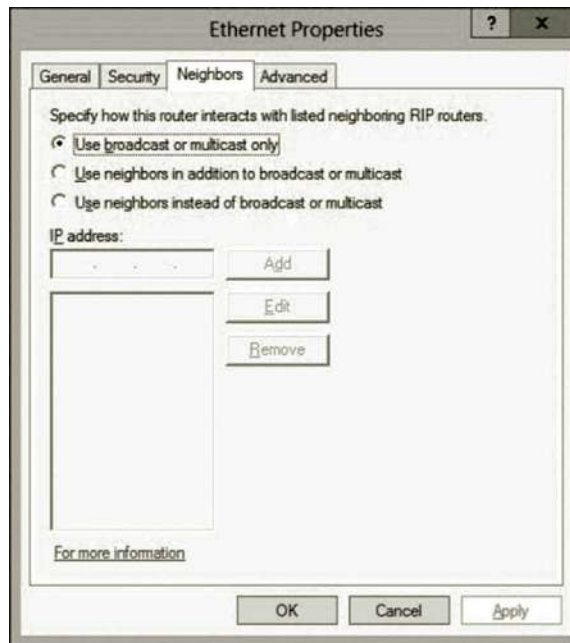 Ethernet Properties
? x
General Security Neighbors Advanced
Specify how this router interacts with listed neighboring RIP routers.
Use broadcast or multicast only
Use neighbors in addition to broadcast or multicast
Use neighbors instead of broadcast or multicast
IP address:
. . .
Add
Edit
Remove
For more information
OK Cancel Apply